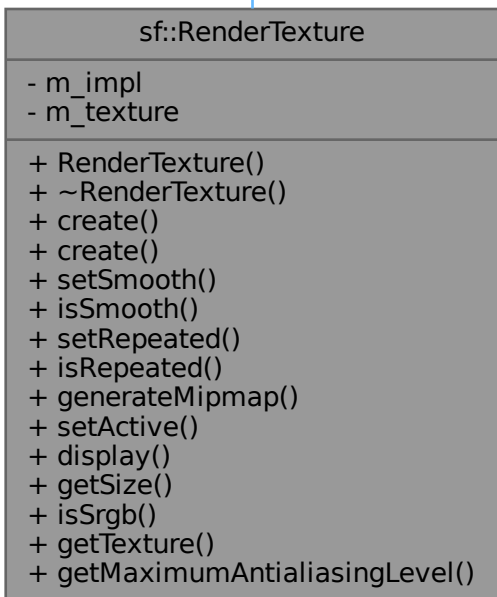 sf::RenderTexture
- m_impl
- m_texture
+ RenderTexture()
+ ~RenderTexture()
+ create()
+ create()
+ setSmooth()
+ isSmooth()
+ setRepeated()
+ isRepeated()
+ generateMipmap()
+ setActive()
+ display()
+ getSize()
+ isSrgb()
+ getTexture()
+ getMaximumAntialiasingLevel()